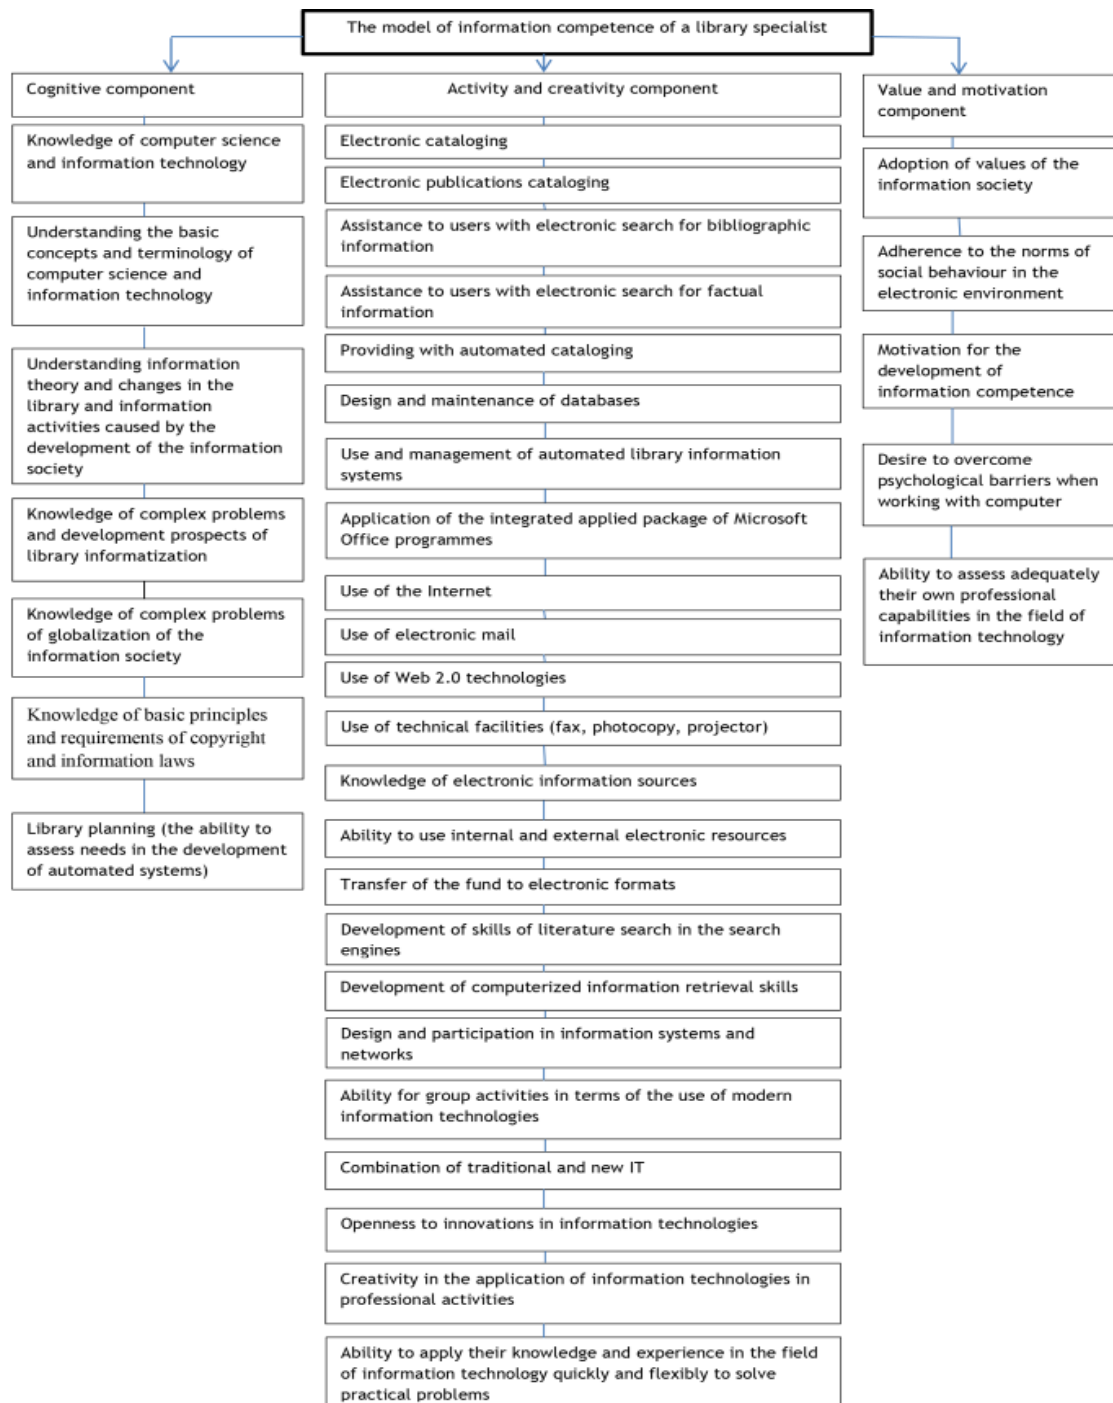 The model of information competence of a library specialist
Cognitive component
Knowledge of computer science
and information technology
Understanding the basic
concepts and terminology of
computer science and
information technology
Understanding information
theory and changes in the
library and information
activities caused by the
development of the information
society
Knowledge of complex problems
and development prospects of
library informatization
Knowledge of complex problems
of globalization of the
information society
Knowledge of basic principles
and requirements of copyright
and information laws
Library planning (the ability to
assess needs in the development
of automated systems)
Activity and creativity component
Electronic cataloging
Electronic publications cataloging
Assistance to users with electronic search for bibliographic
information
Assistance to users with electronic search for factual
information
Providing with automated cataloging
Design and maintenance of databases
Use and management of automated library information
systems
Application of the integrated applied package of Microsoft
Office programmes
Use of the Internet
Use of electronic mail
Use of Web 2.0 technologies
Use of technical facilities (fax, photocopy, projector)
Knowledge of electronic information sources
Ability to use internal and external electronic resources
Transfer of the fund to electronic formats
Development of skills of literature search in the search
engines
Development of computerized information retrieval skills
Design and participation in information systems and
networks
Ability for group activities in terms of the use of modern
information technologies
Combination of traditional and new IT
Openness to innovations in information technologies
Creativity in the application of information technologies in
professional activities
Ability to apply their knowledge and experience in the field
of information technology quickly and flexibly to solve
practical problems
Value and motivation
component
Adoption of values of the
information society
Adherence to the norms of
social behaviour in the
electronic environment
Motivation for the
development of
information competence
Desire to overcome
psychological barriers when
working with computer
Ability to assess adequately
their own professional
capabilities in the field of
information technology